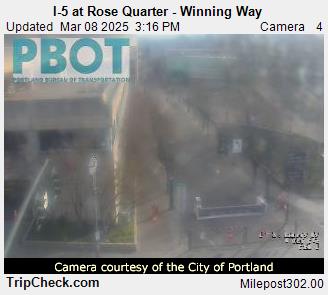 I-5 at Rose Quarter - Winning Way
Updated Mar 08 2025 3:16 PM Camera 4
PBOT
PORTLAND BUREAU OF TRANSPORTATION
Camera courtesy of the City of Portland
TripCheck.com Milepost302.00